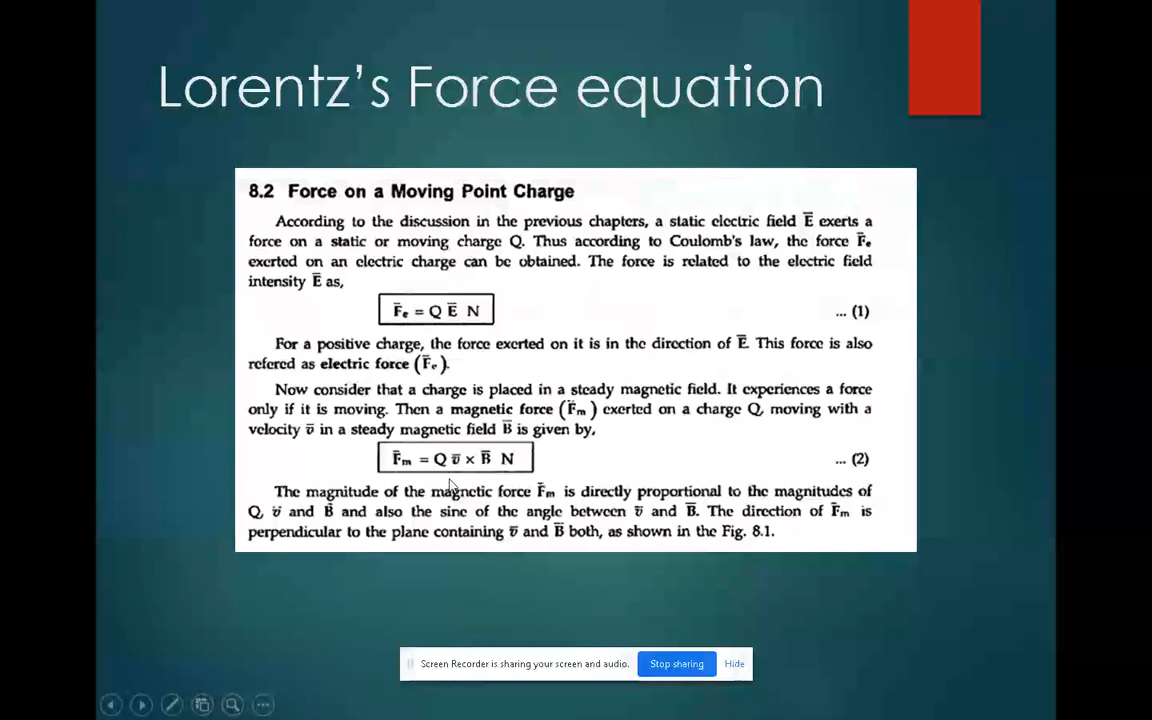 Lorentz's Force equation
8.2 Force on a Moving Point Charge
According to the discussion in the previous chapters, a static electric field E̅ exerts a
force on a static or moving charge Q. Thus according to Coulomb's law, the force F̅ₑ
exerted on an electric charge can be obtained. The force is related to the electric field
intensity E̅ as,
F̅ₑ = Q E̅ N ... (1)
For a positive charge, the force exerted on it is in the direction of E̅. This force is also
refered as electric force (F̅ₑ).
Now consider that a charge is placed in a steady magnetic field. It experiences a force
only if it is moving. Then a magnetic force (F̅ₘ) exerted on a charge Q, moving with a
velocity v̅ in a steady magnetic field B̅ is given by,
F̅ₘ = Q v̅ × B̅ N ... (2)
The magnitude of the magnetic force F̅ₘ is directly proportional to the magnitudes of
Q, v̅ and B̅ and also the sine of the angle between v̅ and B̅. The direction of F̅ₘ is
perpendicular to the plane containing v̅ and B̅ both, as shown in the Fig. 8.1.
Screen Recorder is sharing your screen and audio. Stop sharing Hide